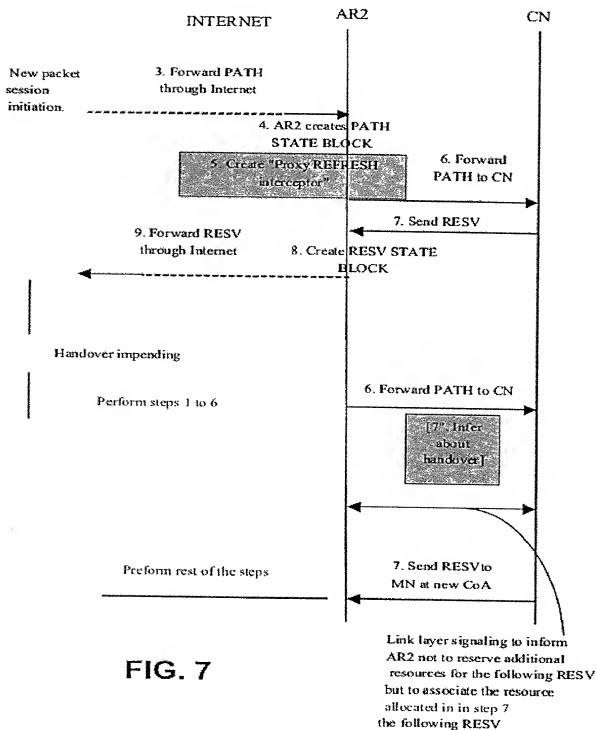 INTERNET
AR2
CN
New packet
session
initiation.
3. Forward PATH
through Internet
4. AR2 creates PATH
STATE BLOCK
5. Create "Proxy REFRESH
interceptor"
6. Forward
PATH to CN
7. Send RESV
9. Forward RESV
through Internet
8. Create RESV STATE
BLOCK
Handover impending
Perform steps 1 to 6
6. Forward PATH to CN
[7". Infer
about
handover]
Preform rest of the steps
7. Send RESV to
MN at new CoA
Link layer signaling to inform
AR2 not to reserve additional
resources for the following RESV
but to associate the resource
allocated in in step 7
the following RESV
FIG. 7